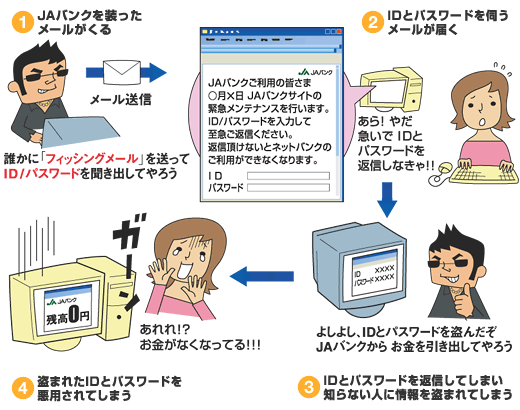 1 JAバンクを装った
メールがくる
メール送信
誰かに「フィッシングメール」を送って
ID/パスワードを聞き出してやろう
JAバンク
JAバンクご利用の皆さま
○月×日 JAバンクサイトの
緊急メンテナンスを行います。
ID/パスワードを入力して
至急ご返信ください。
返信頂けないとネットバンクの
ご利用ができなくなります。
ID
パスワード
2 IDとパスワードを伺う
メールが届く
あら! やだ
急いで IDと
パスワードを
返信しなきゃ!!
ID XXXX
パスワード XXXX
よしよし、IDとパスワードを盗んだぞ
JAバンクから お金を引き出してやろう
3 IDとパスワードを返信してしまい
知らない人に情報を盗まれてしまう
ガーン
JAバンク
残高0円
あれれ!?
お金がなくなってる!!!
4 盗まれたIDとパスワードを
悪用されてしまう